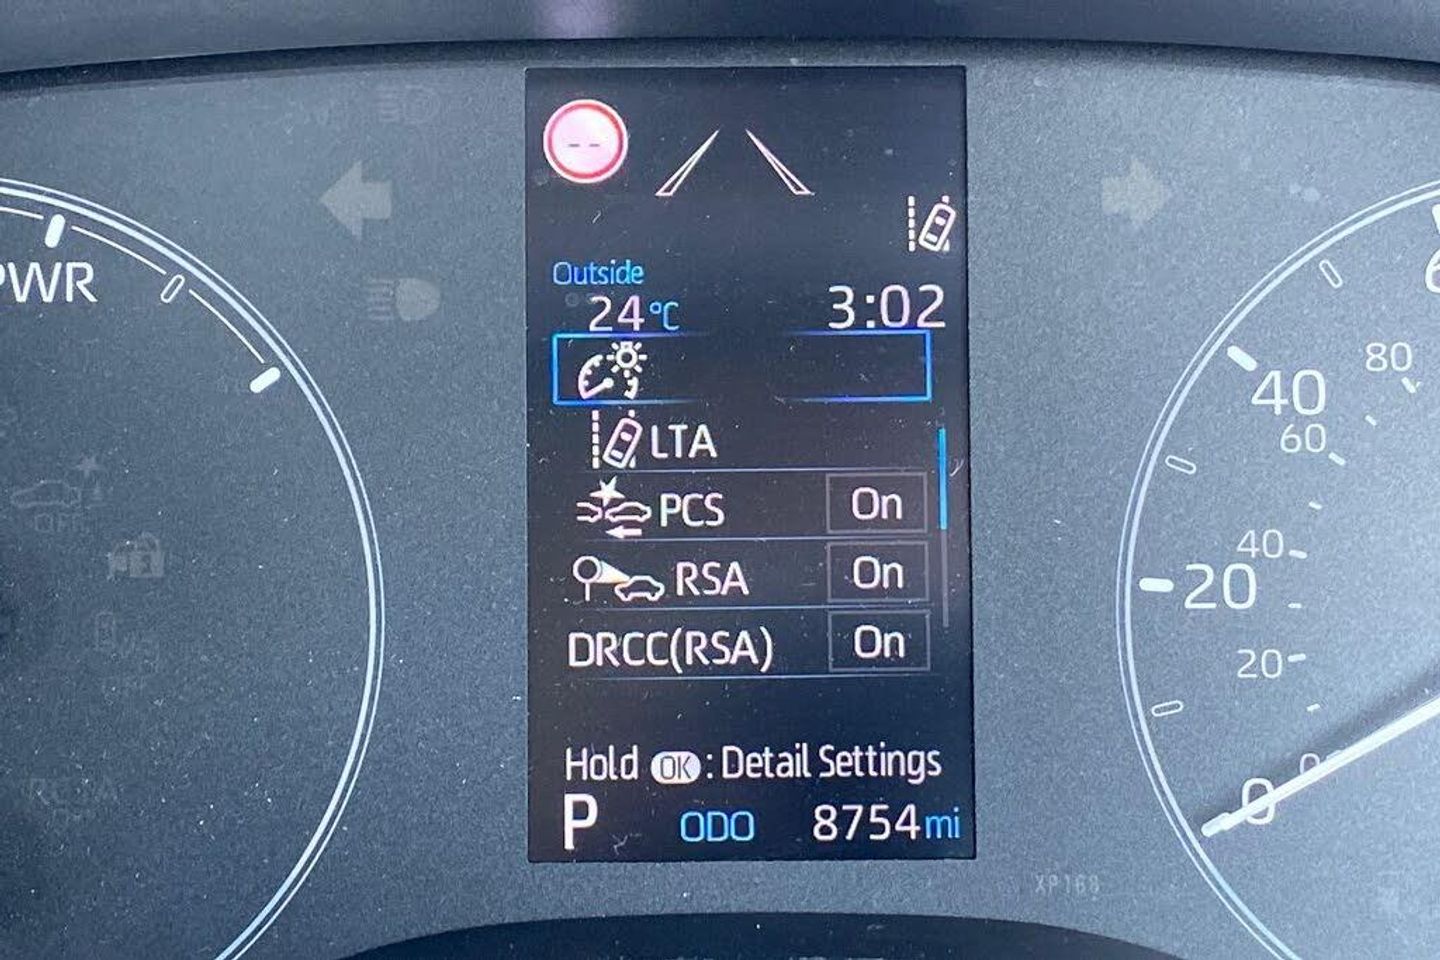 --
Outside
24°C 3:02
PWR
LTA
PCS On
RSA On
DRCC(RSA) On
Hold OK : Detail Settings
P ODO 8754mi
80
40
60
40
20
20
0
XP168